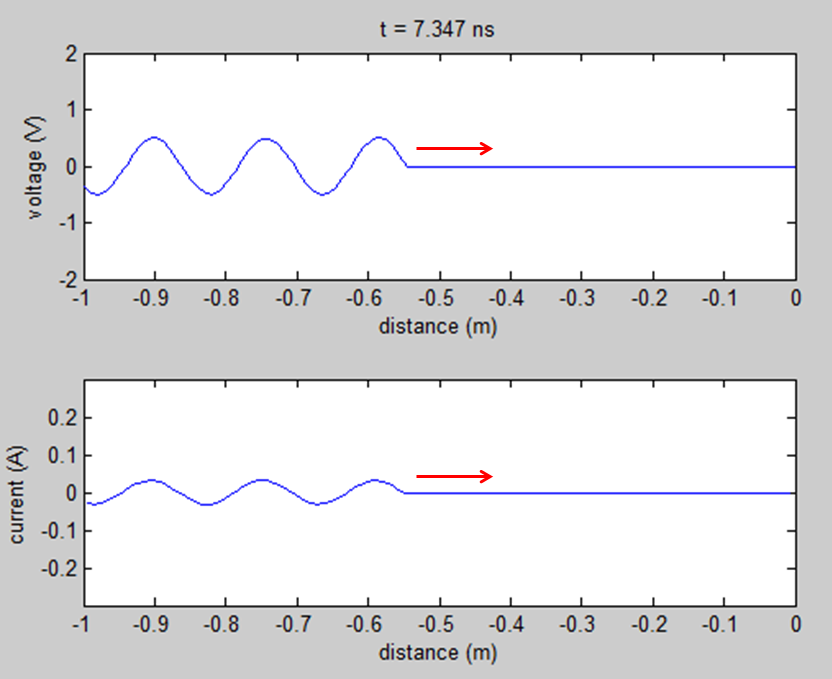 t = 7.347 ns
2
1
0
-1
-2
voltage (V)
-1 -0.9 -0.8 -0.7 -0.6 -0.5 -0.4 -0.3 -0.2 -0.1 0
distance (m)
0.2
0.1
0
-0.1
-0.2
current (A)
-1 -0.9 -0.8 -0.7 -0.6 -0.5 -0.4 -0.3 -0.2 -0.1 0
distance (m)